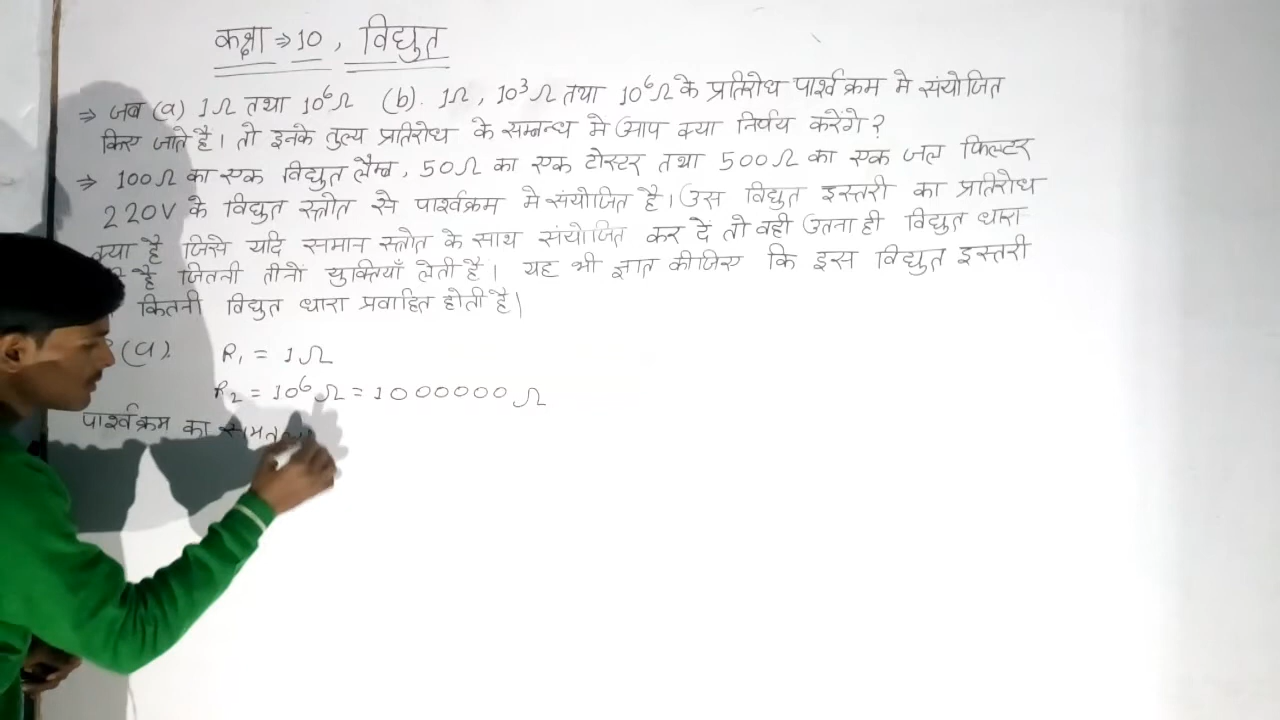 कक्षा ⇒ 10, विद्युत
⇒ जब (a) 1Ω तथा 10⁶Ω (b). 1Ω, 10³Ω तथा 10⁶Ω के प्रतिरोध पार्श्वक्रम मे संयोजित
किए जाते है। तो इनके तुल्य प्रतिरोध के सम्बन्ध मे आप क्या निर्णय करेंगे?
⇒ 100Ω का एक विद्युत लैम्ब, 50Ω का एक टोस्टर तथा 500Ω का एक जल फिल्टर
220V के विद्युत स्त्रोत से पार्श्वक्रम मे संयोजित है। उस विद्युत इस्तरी का प्रतिरोध
क्या है जिसे यदि समान स्त्रोत के साथ संयोजित कर दें तो वही उतना ही विद्युत धारा
है जितनी तीनों युक्तियाँ लेती है। यह भी ज्ञात कीजिए कि इस विद्युत इस्तरी
कितनी विद्युत धारा प्रवाहित होती है।
(a). R₁ = 1Ω
R₂ = 10⁶Ω = 1000000Ω
पार्श्वक्रम का